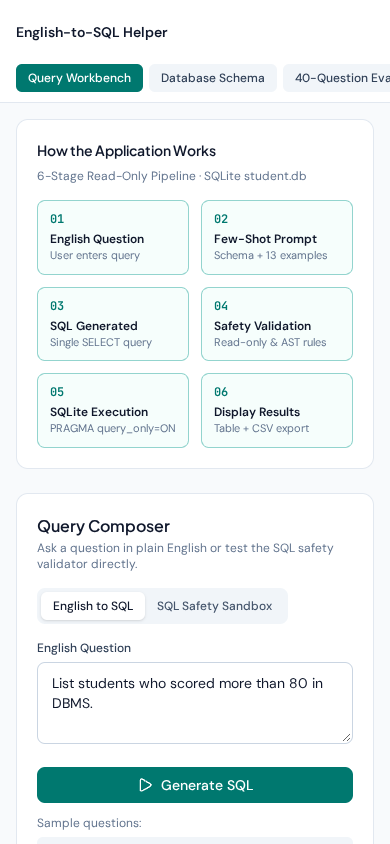 English-to-SQL Helper
Query Workbench
Database Schema
40-Question Eva
How the Application Works
6-Stage Read-Only Pipeline · SQLite student.db
01
English Question
User enters query
02
Few-Shot Prompt
Schema + 13 examples
03
SQL Generated
Single SELECT query
04
Safety Validation
Read-only & AST rules
05
SQLite Execution
PRAGMA query_only=ON
06
Display Results
Table + CSV export
Query Composer
Ask a question in plain English or test the SQL safety
validator directly.
English to SQL
SQL Safety Sandbox
English Question
List students who scored more than 80 in
DBMS.
Generate SQL
Sample questions: